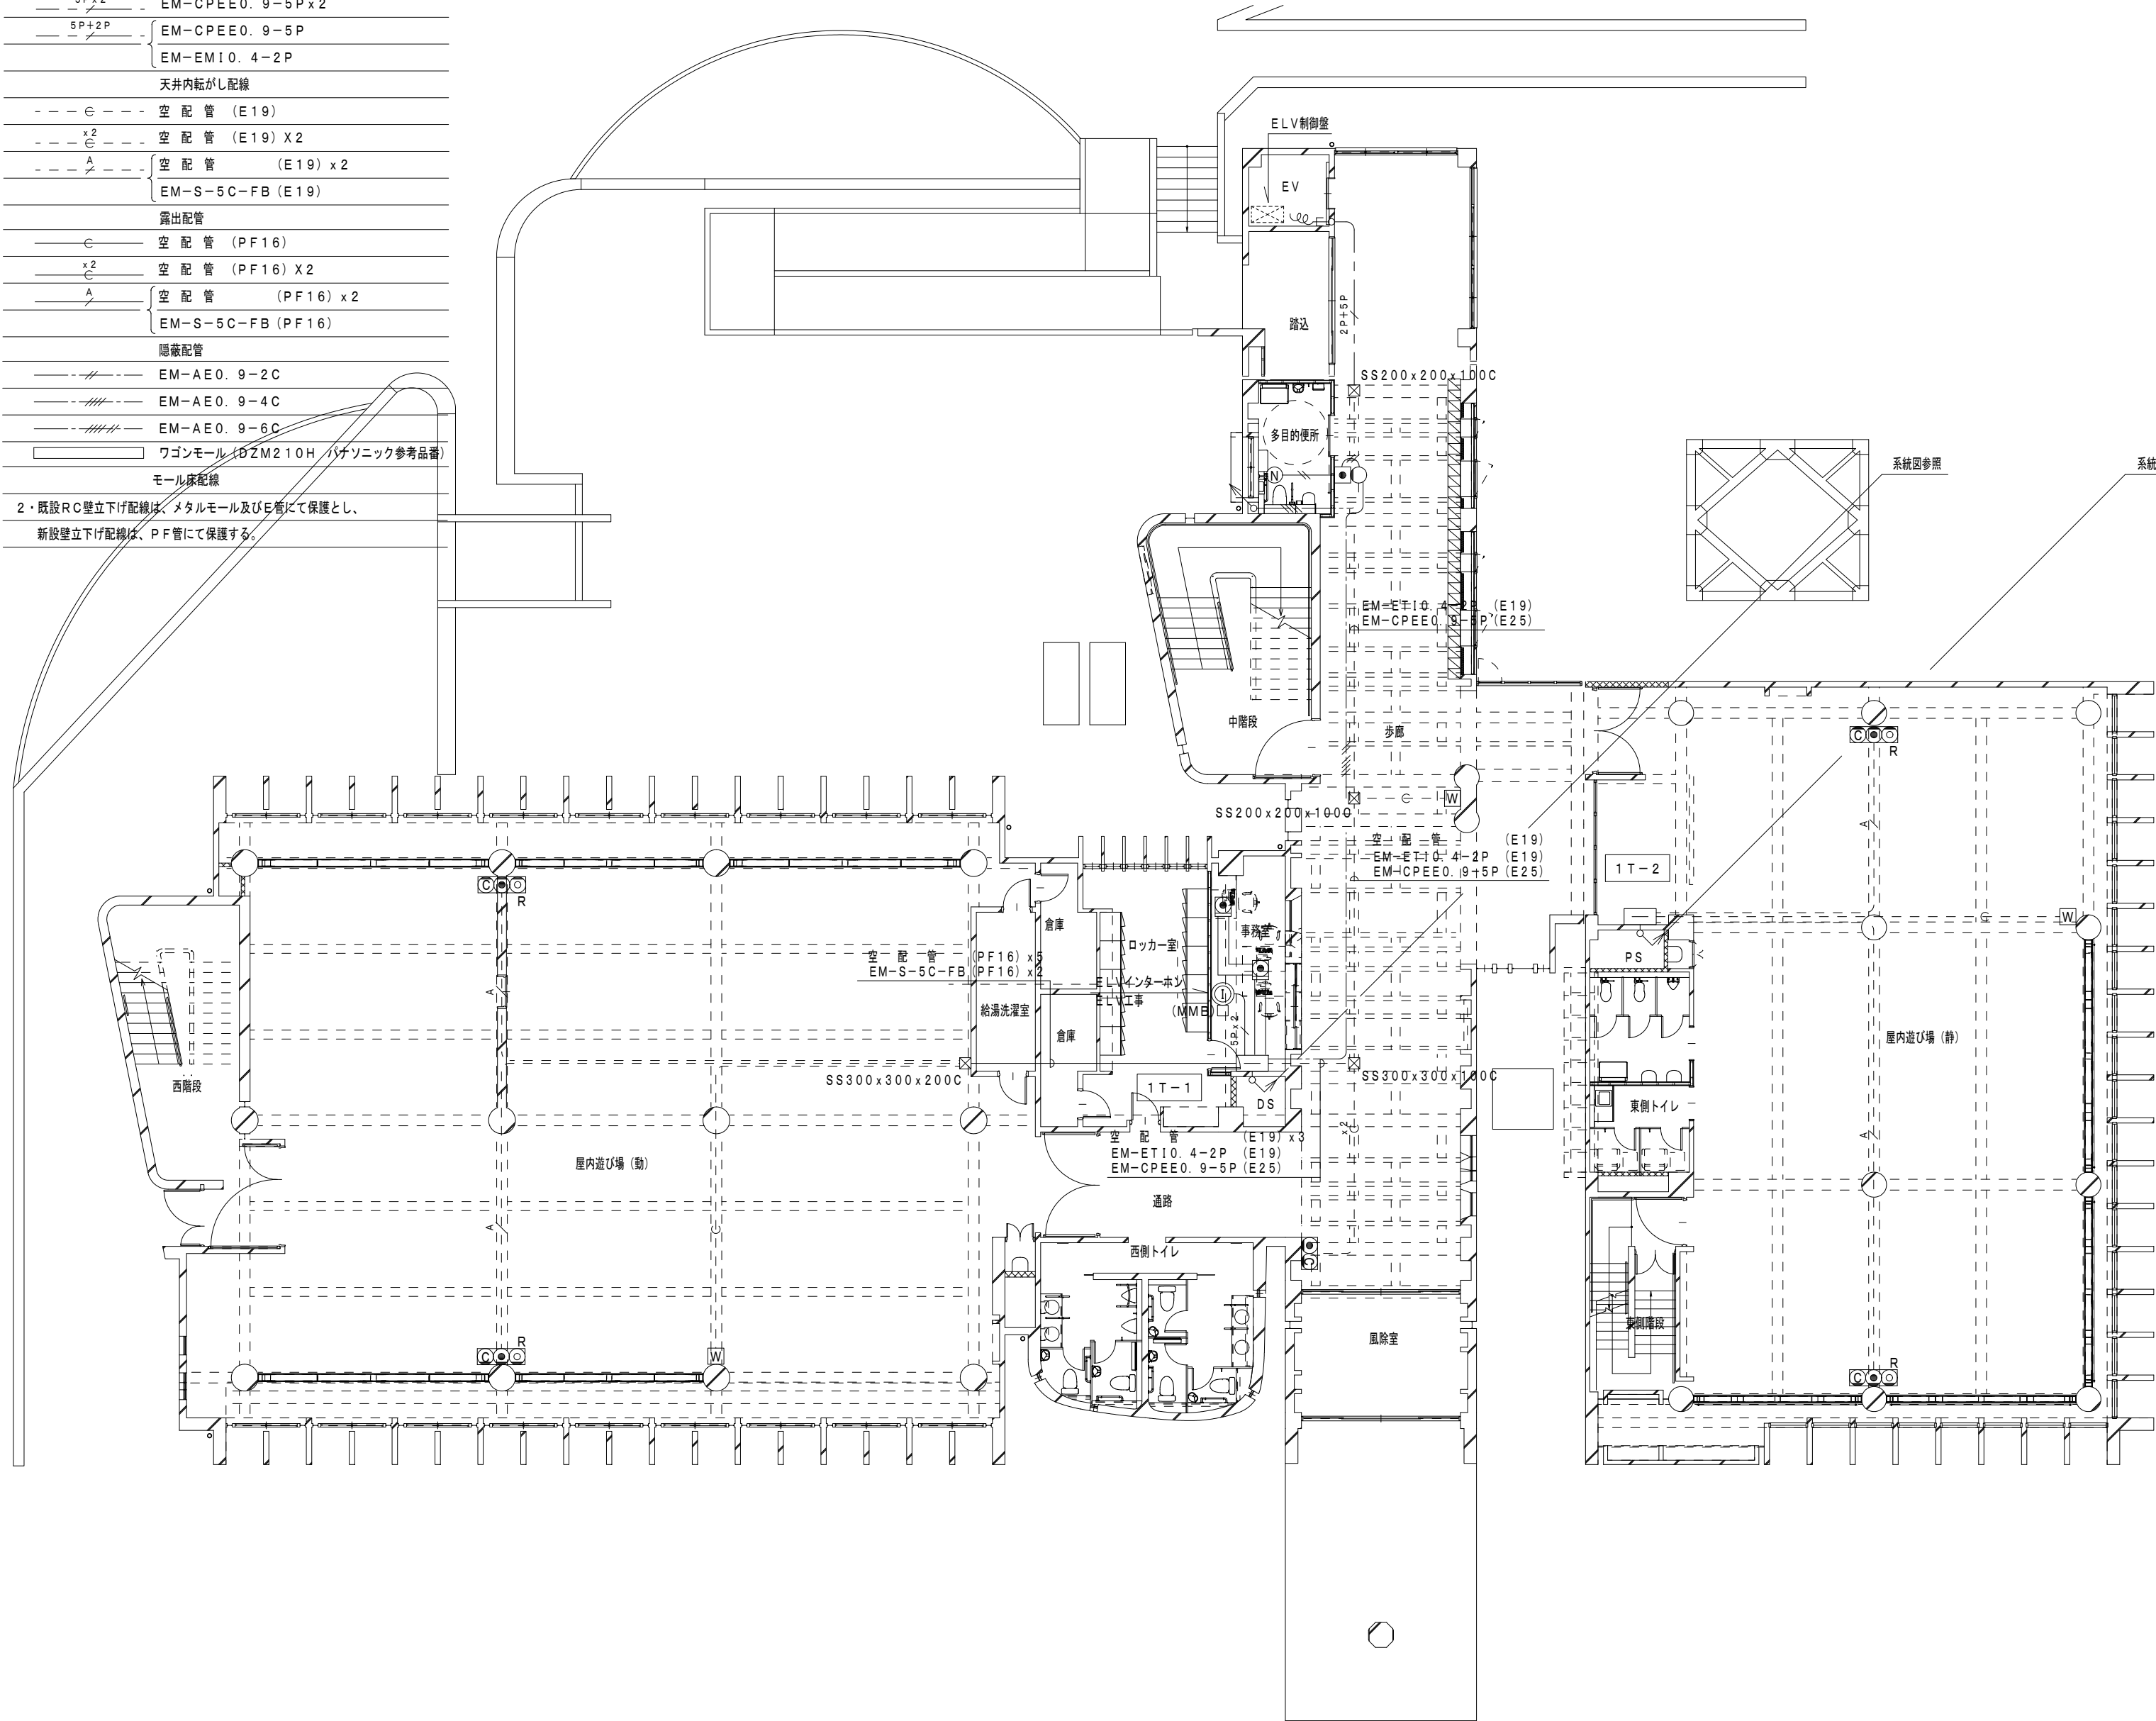 5P x2 EM-CPEE0.9-5Px2
5P+2P EM-CPEE0.9-5P
EM-EMI0.4-2P
天井内転がし配線
空 配 管 (E19)
x2 空 配 管 (E19)X2
A 空 配 管 (E19)x2
EM-S-5C-FB(E19)
露出配管
空 配 管 (PF16)
x2 空 配 管 (PF16)X2
A 空 配 管 (PF16)x2
EM-S-5C-FB(PF16)
隠蔽配管
EM-AE0.9-2C
EM-AE0.9-4C
EM-AE0.9-6C
ワゴンモール(DZM210H パナソニック参考品番)
モール床配線
2・既設RC壁立下げ配線は、メタルモール及びE管にて保護とし、
新設壁立下げ配線は、PF管にて保護する。
ELV制御盤
EV
踏込
2P+5P
SS200x200x100C
多目的便所
N
系統図参照
系統
EM-ETI0.4-2P (E19)
EM-CPEE0.9-5P(E25)
中階段
歩廊
C
R
W
SS200x200x100C
空 配 管 (E19)
EM-ETI0.4-2P (E19)
EM-CPEE0.9-5P(E25)
1T-2
A
C
R
倉庫
ロッカー室
事務室
W
空 配 管 (PF16)x5
EM-S-5C-FB(PF16)x2
PS
ELVインターホン
ELV工事
(MMB)
I
A
給湯洗濯室
倉庫
5Px2
屋内遊び場(静)
SS300x300x200C
SS300x300x100C
西階段
1T-1
DS
東側トイレ
x2
A
空 配 管 (E19)x3
EM-ETI0.4-2P (E19)
EM-CPEE0.9-5P(E25)
屋内遊び場(動)
通路
A
西側トイレ
C
東側階段
風除室
R
C
W
R
C